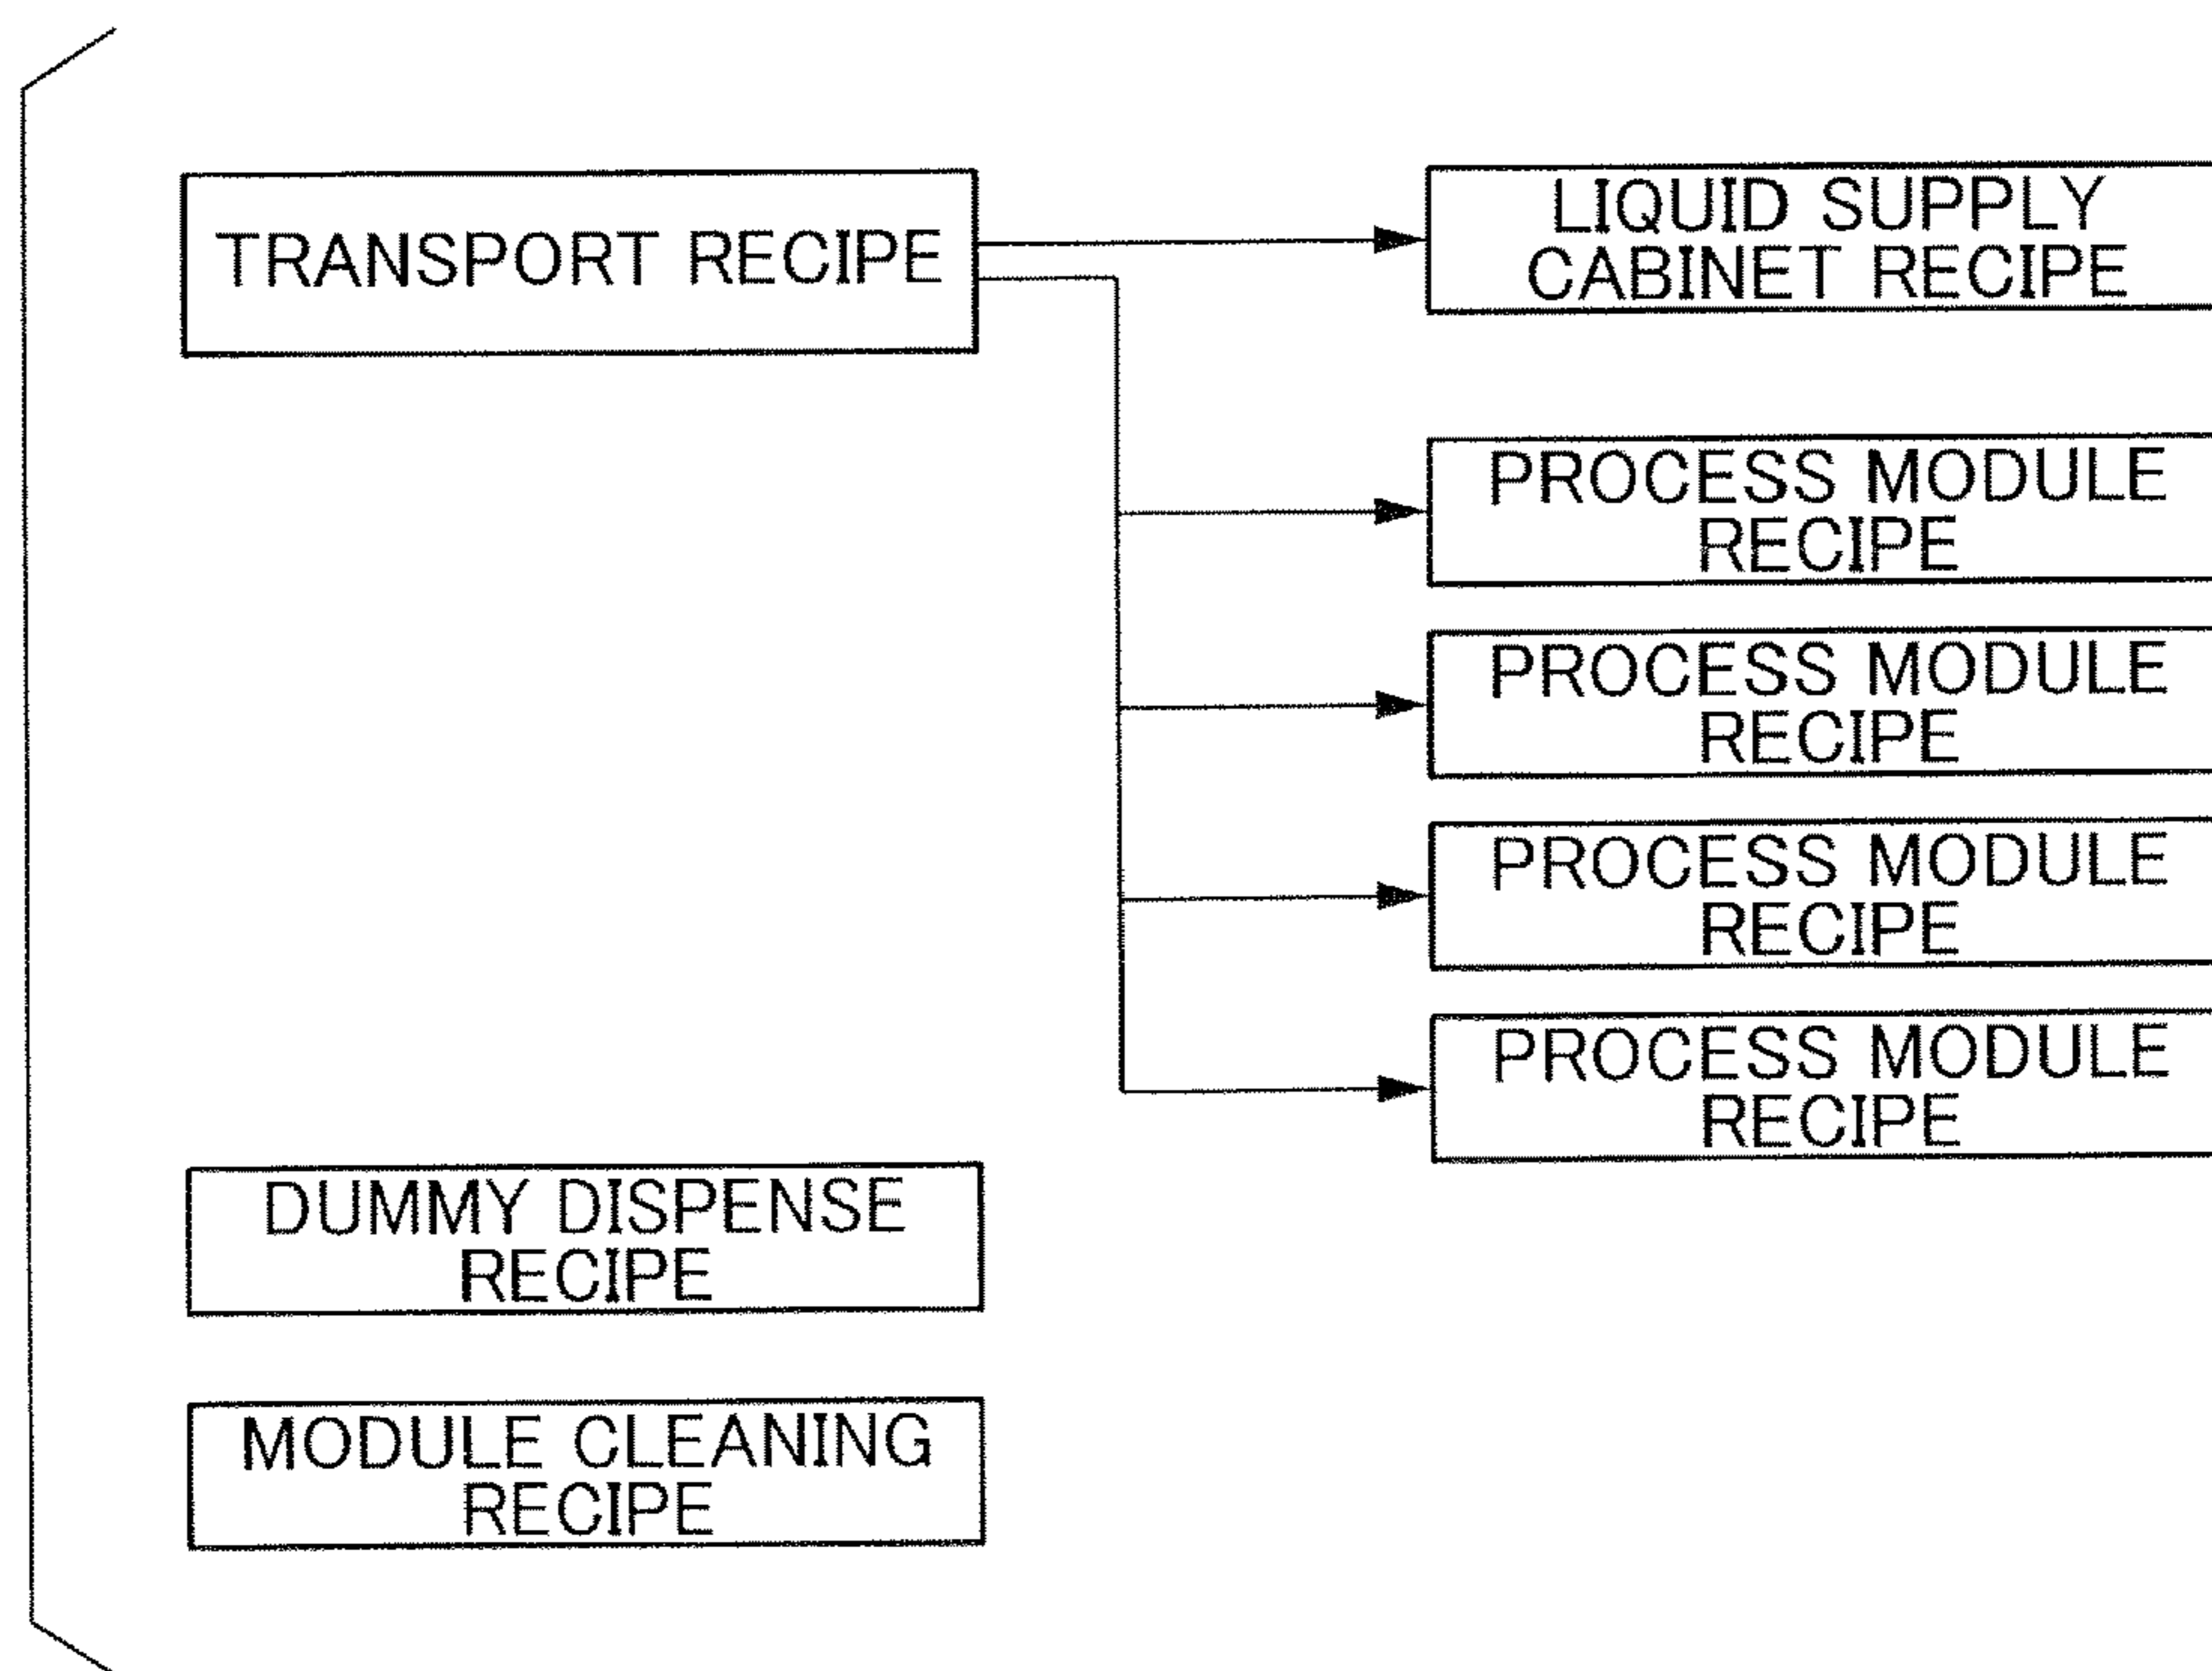 TRANSPORT RECIPE
LIQUID SUPPLY
CABINET RECIPE
PROCESS MODULE
RECIPE
PROCESS MODULE
RECIPE
PROCESS MODULE
RECIPE
PROCESS MODULE
RECIPE
DUMMY DISPENSE
RECIPE
MODULE CLEANING
RECIPE